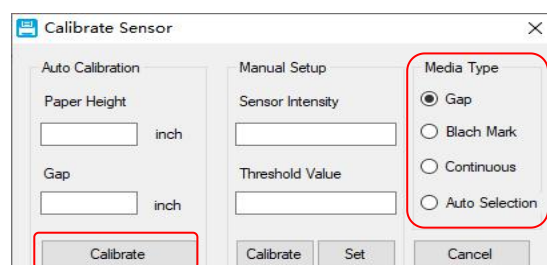 Calibrate Sensor
Auto Calibration
Paper Height
inch
Gap
inch
Calibrate
Manual Setup
Sensor Intensity
Threshold Value
Calibrate
Set
Media Type
Gap
Blach Mark
Continuous
Auto Selection
Cancel